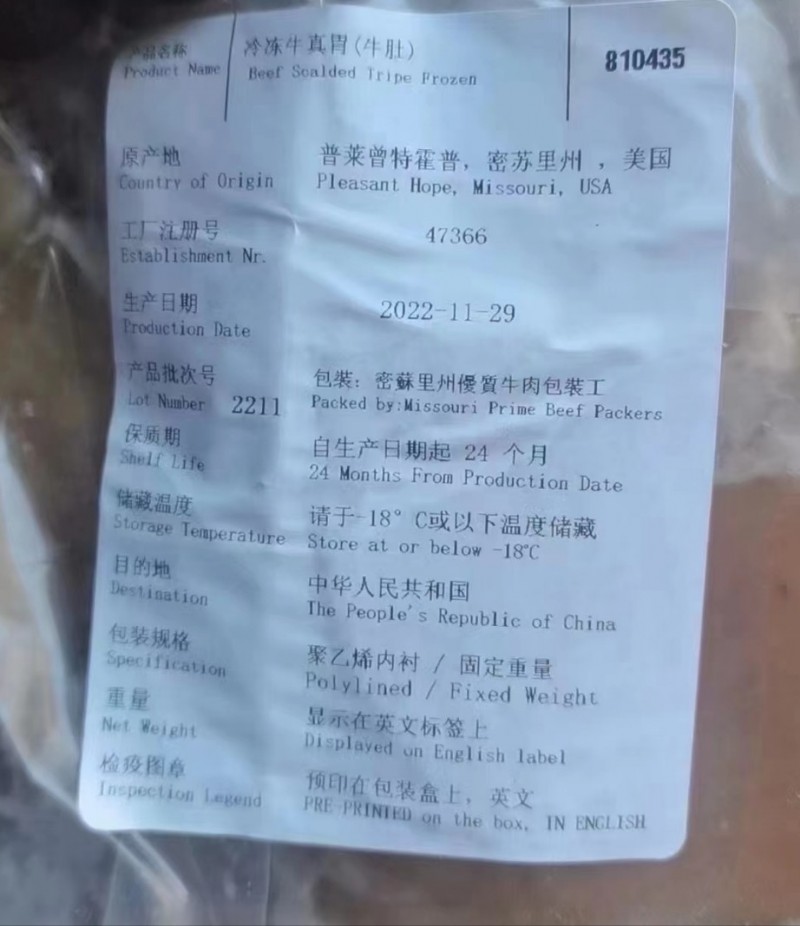 产品名称 冷冻牛真胃(牛肚) 810435
Product Name Beef Scalded Tripe Frozen
原产地 普莱曾特霍普, 密苏里州 , 美国
Country of Origin Pleasant Hope, Missouri, USA
工厂注册号 47366
Establishment Nr.
生产日期 2022-11-29
Production Date
产品批次号 包装: 密蘇里州優質牛肉包装工
Lot Number 2211 Packed by:Missouri Prime Beef Packers
保质期 自生产日期起 24 个月
Shelf Life 24 Months From Production Date
储藏温度 请于-18° C或以下温度储藏
Storage Temperature Store at or below -18℃
目的地 中华人民共和国
Destination The People's Republic of China
包装规格 聚乙烯内衬 / 固定重量
Specification Polylined / Fixed Weight
重量 显示在英文标签上
Net Weight Displayed on English label
检疫图章 预印在包装盒上, 英文
Inspection Legend PRE-PRINTED on the box, IN ENGLISH